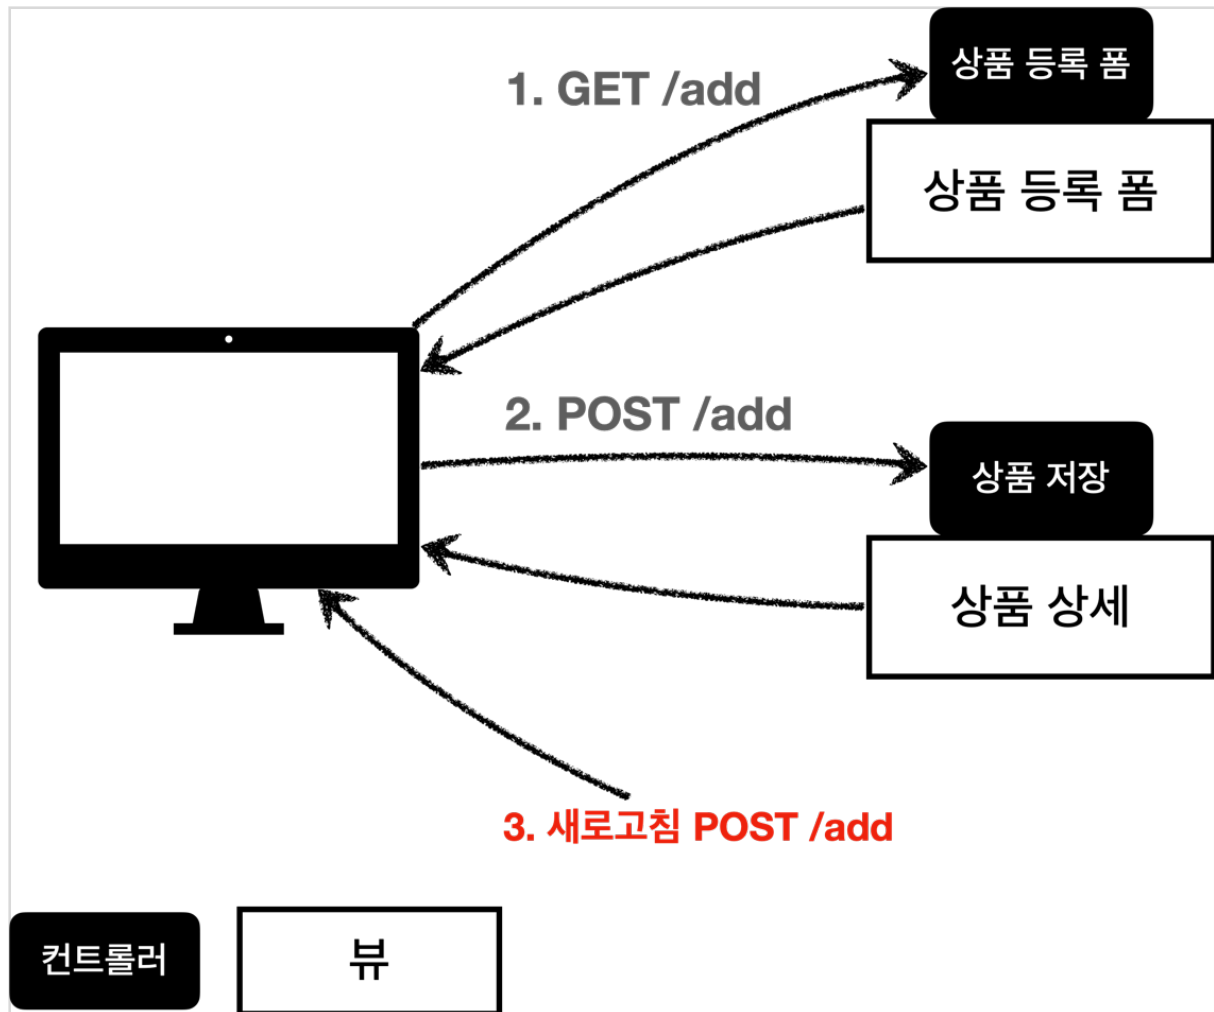 상품 등록 폼
1. GET /add
상품 등록 폼
2. POST /add
상품 저장
상품 상세
3. 새로고침 POST /add
컨트롤러
뷰